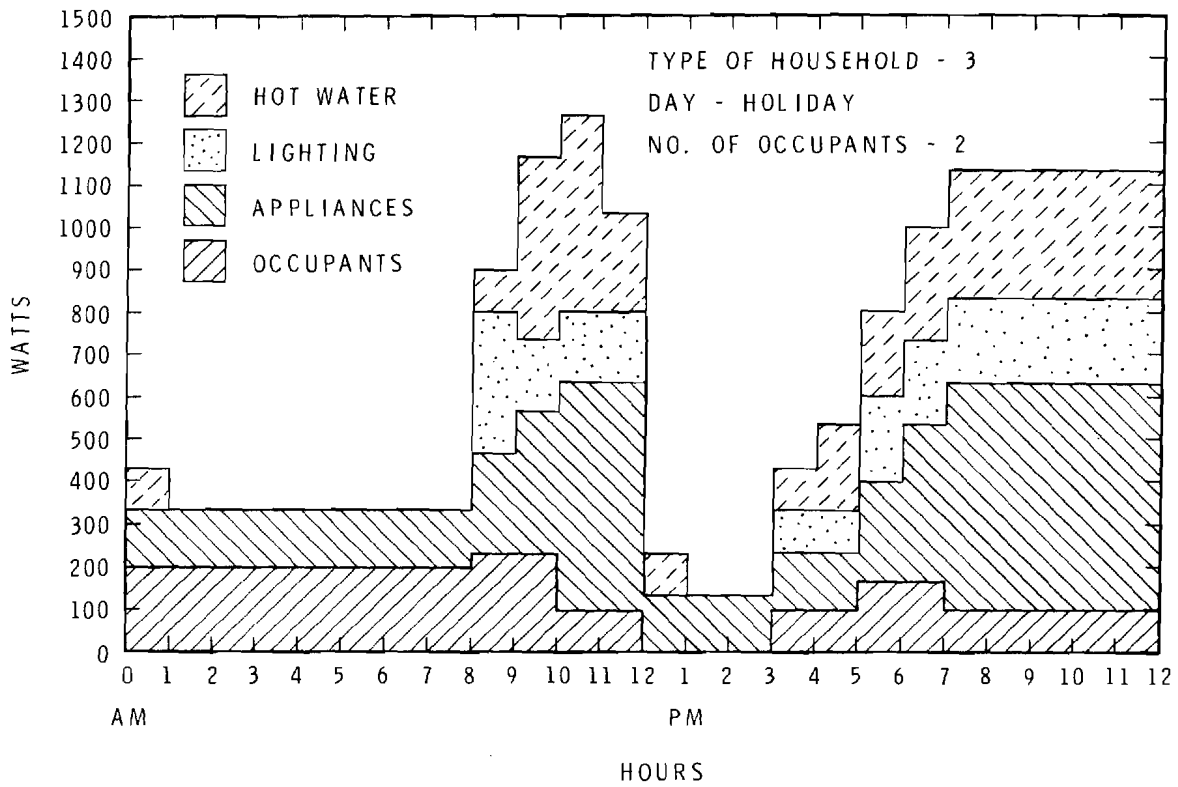 1500
1400
1300
1200
1100
1000
900
800
700
600
500
400
300
200
100
0
WATTS
HOT WATER
LIGHTING
APPLIANCES
OCCUPANTS
TYPE OF HOUSEHOLD - 3
DAY - HOLIDAY
NO. OF OCCUPANTS - 2
0 1 2 3 4 5 6 7 8 9 10 11 12 1 2 3 4 5 6 7 8 9 10 11 12
AM PM
HOURS